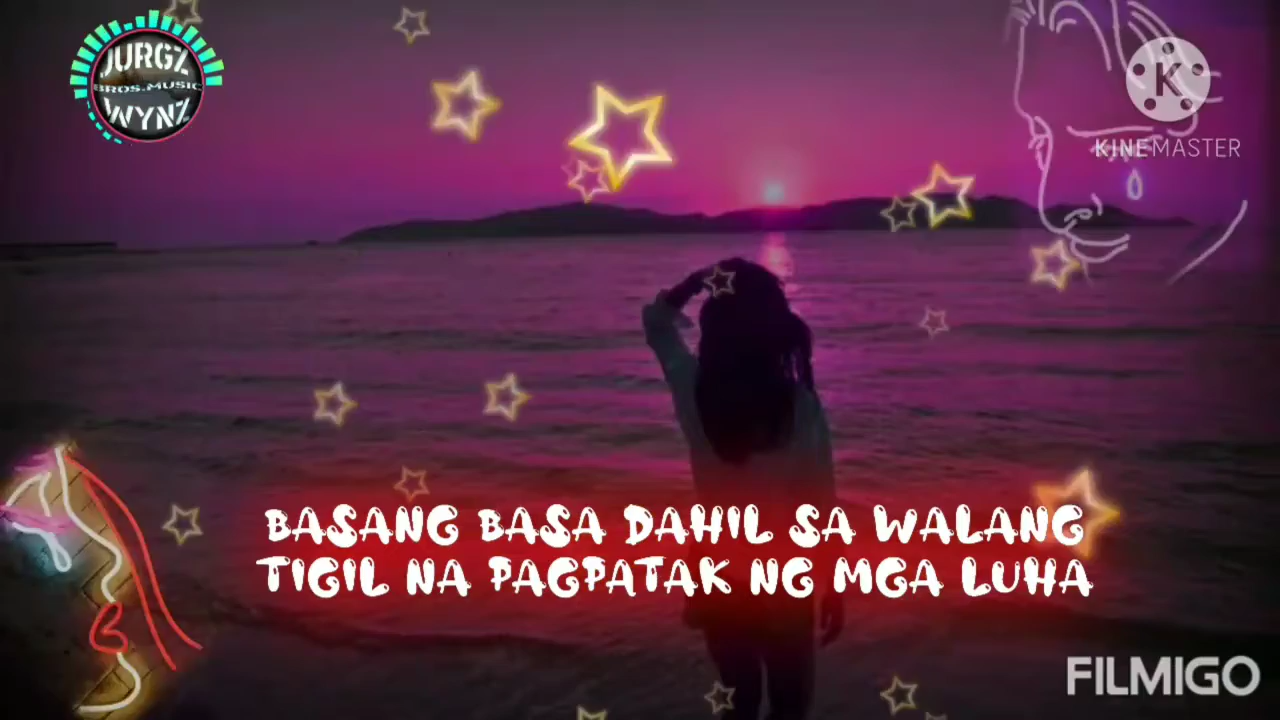 JURGZ
BROS.MUSIC
WYNZ
K
KINEMASTER
BASANG BASA DAHIL SA WALANG
TIGIL NA PAGPATAK NG MGA LUHA
FILMIGO